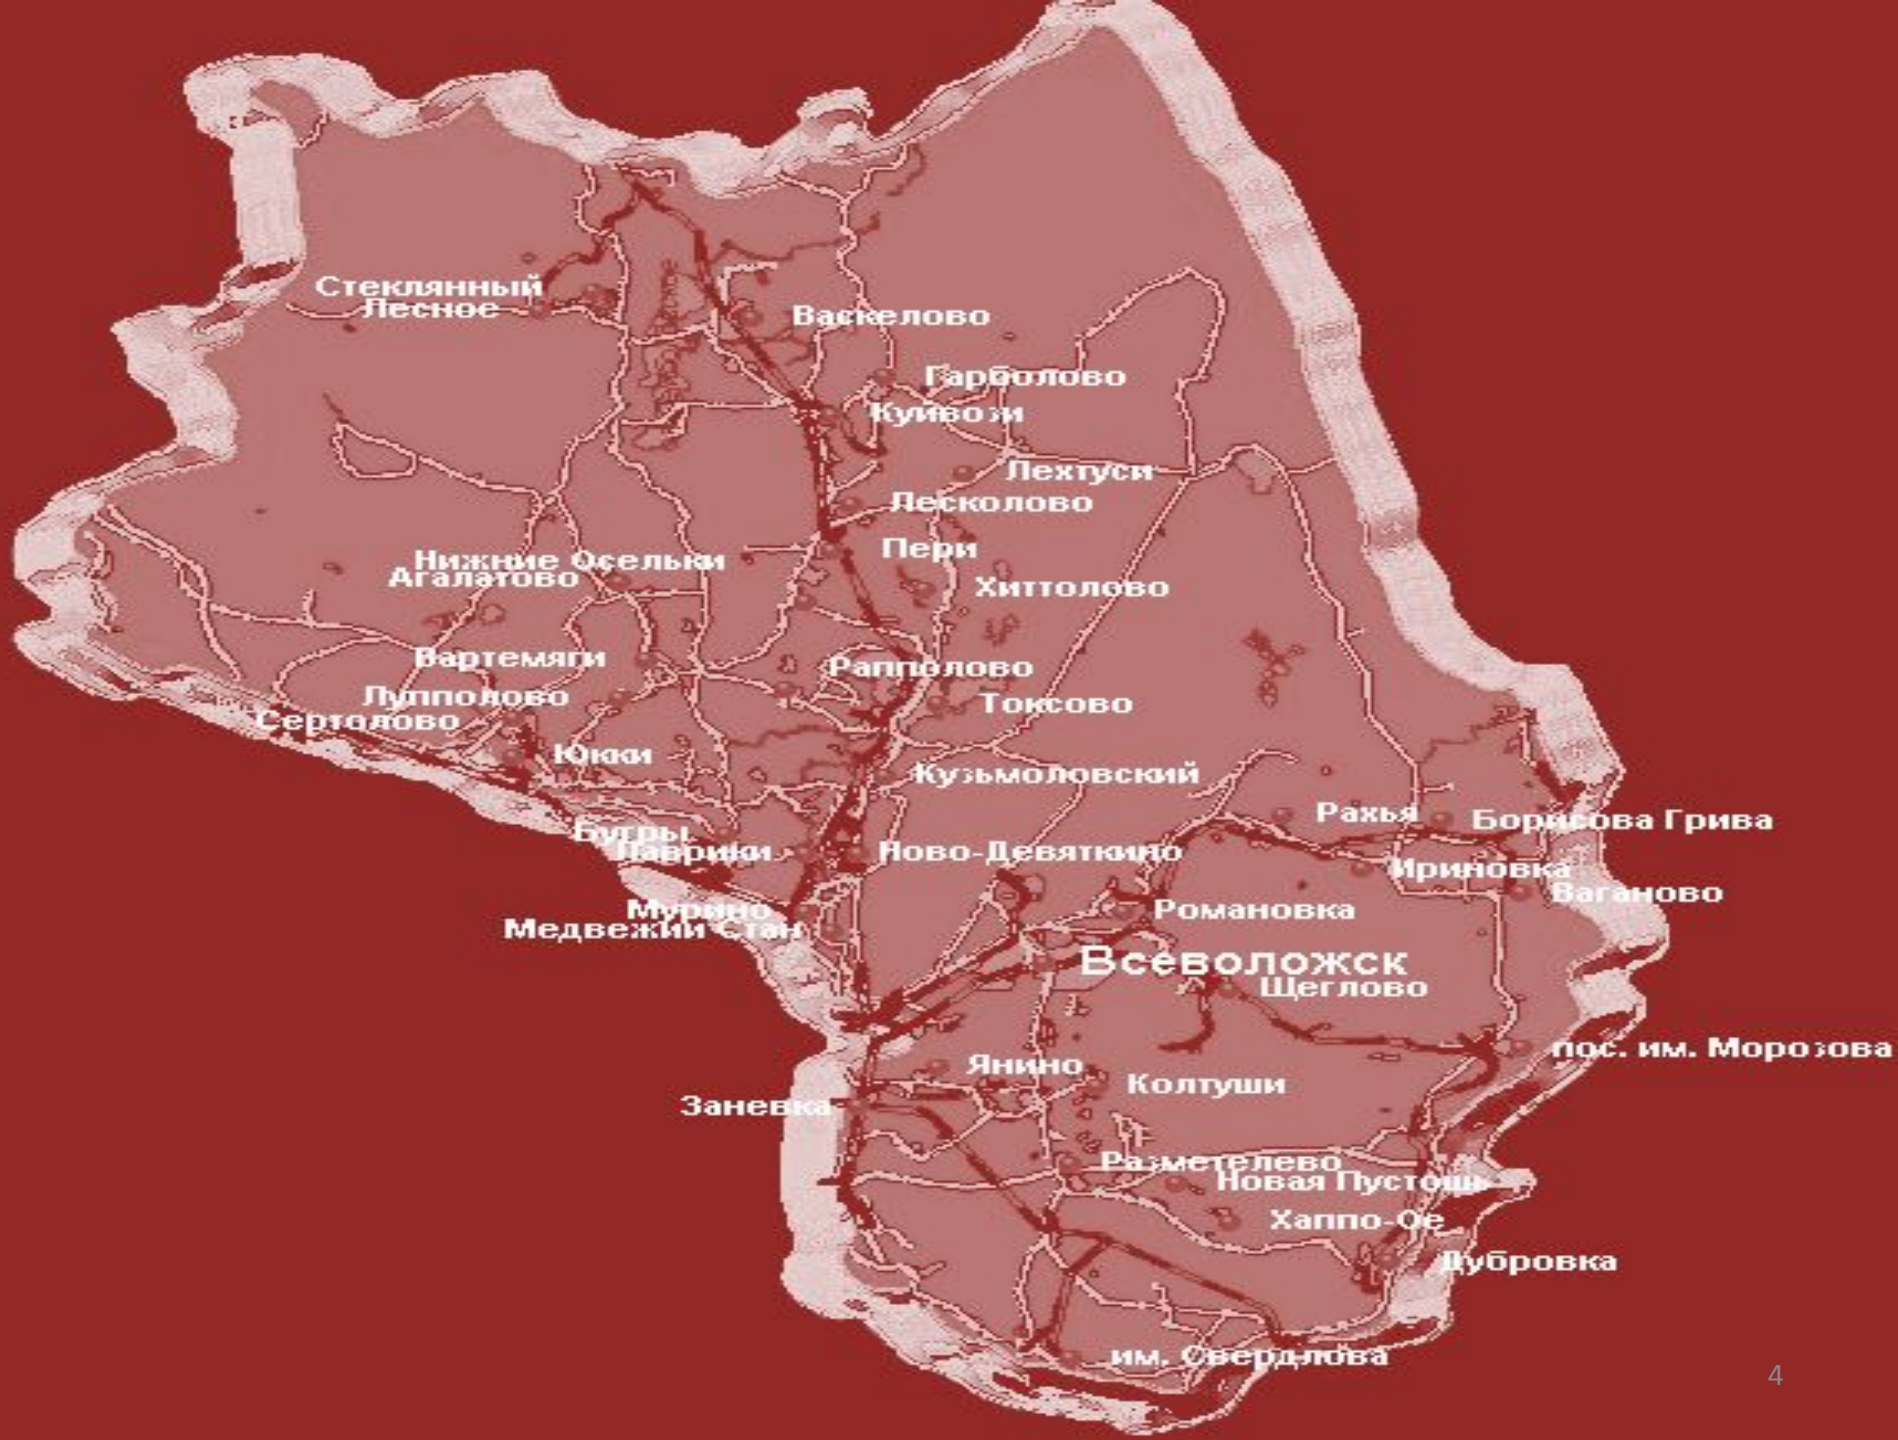 Стеклянный
Лесное
Васкелово
Гарболово
Куйвози
Лехтуси
Лесколово
Пери
Нижние Осельки
Агалатово
Хиттолово
Вартемяги
Рапполово
Лупполово
Токсово
Сертолово
Юкки
Кузьмоловский
Рахья
Борисова Грива
Бугры
Лаврики
Ново-Девяткино
Ириновка
Ваганово
Мурино
Романовка
Медвежий Стан
Всеволожск
Щеглово
пос. им. Морозова
Янино
Колтуши
Заневка
Разметелево
Новая Пустошь
Хаппо-Ое
Дубровка
им. Свердлова
4